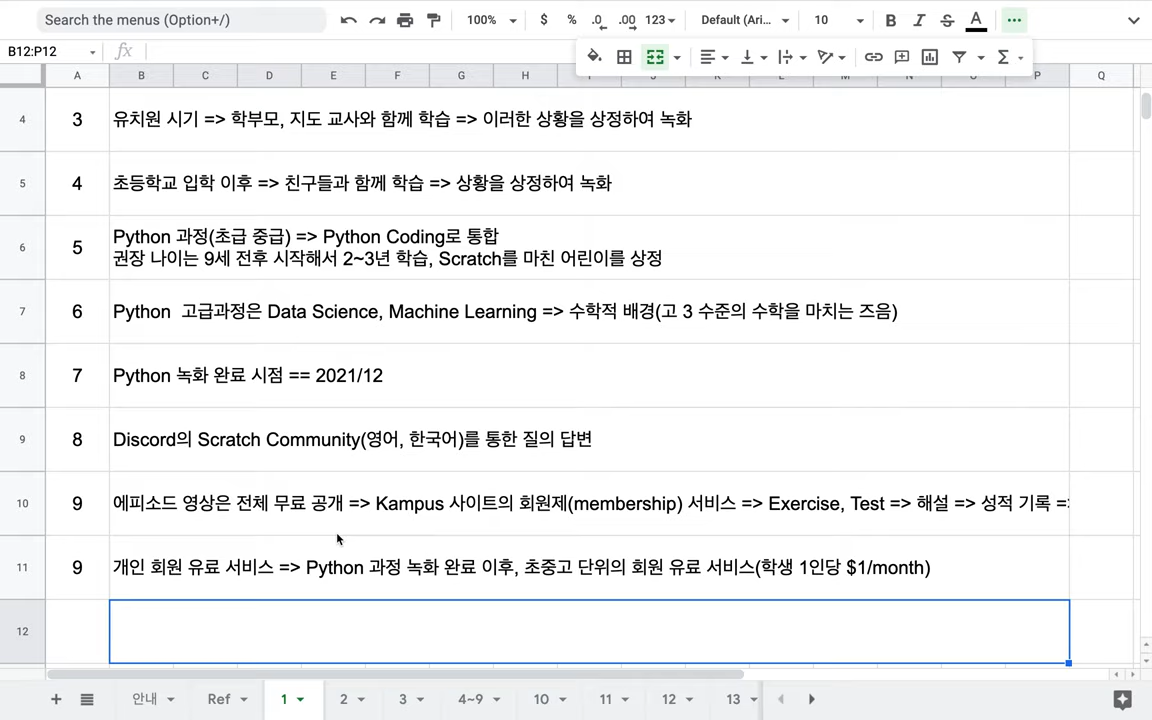 Search the menus (Option+/)
100%
$ % .0 .00 123
Default (Ari...
10
B I S A
B12:P12
fx
A B C D E F G H P Q
4 3 유치원 시기 => 학부모, 지도 교사와 함께 학습 => 이러한 상황을 상정하여 녹화
5 4 초등학교 입학 이후 => 친구들과 함께 학습 => 상황을 상정하여 녹화
6 5 Python 과정(초급 중급) => Python Coding로 통합
권장 나이는 9세 전후 시작해서 2~3년 학습, Scratch를 마친 어린이를 상정
7 6 Python 고급과정은 Data Science, Machine Learning => 수학적 배경(고 3 수준의 수학을 마치는 즈음)
8 7 Python 녹화 완료 시점 == 2021/12
9 8 Discord의 Scratch Community(영어, 한국어)를 통한 질의 답변
10 9 에피소드 영상은 전체 무료 공개 => Kampus 사이트의 회원제(membership) 서비스 => Exercise, Test => 해설 => 성적 기록 =>
11 9 개인 회원 유료 서비스 => Python 과정 녹화 완료 이후, 초중고 단위의 회원 유료 서비스(학생 1인당 $1/month)
12
안내 Ref 1 2 3 4~9 10 11 12 13